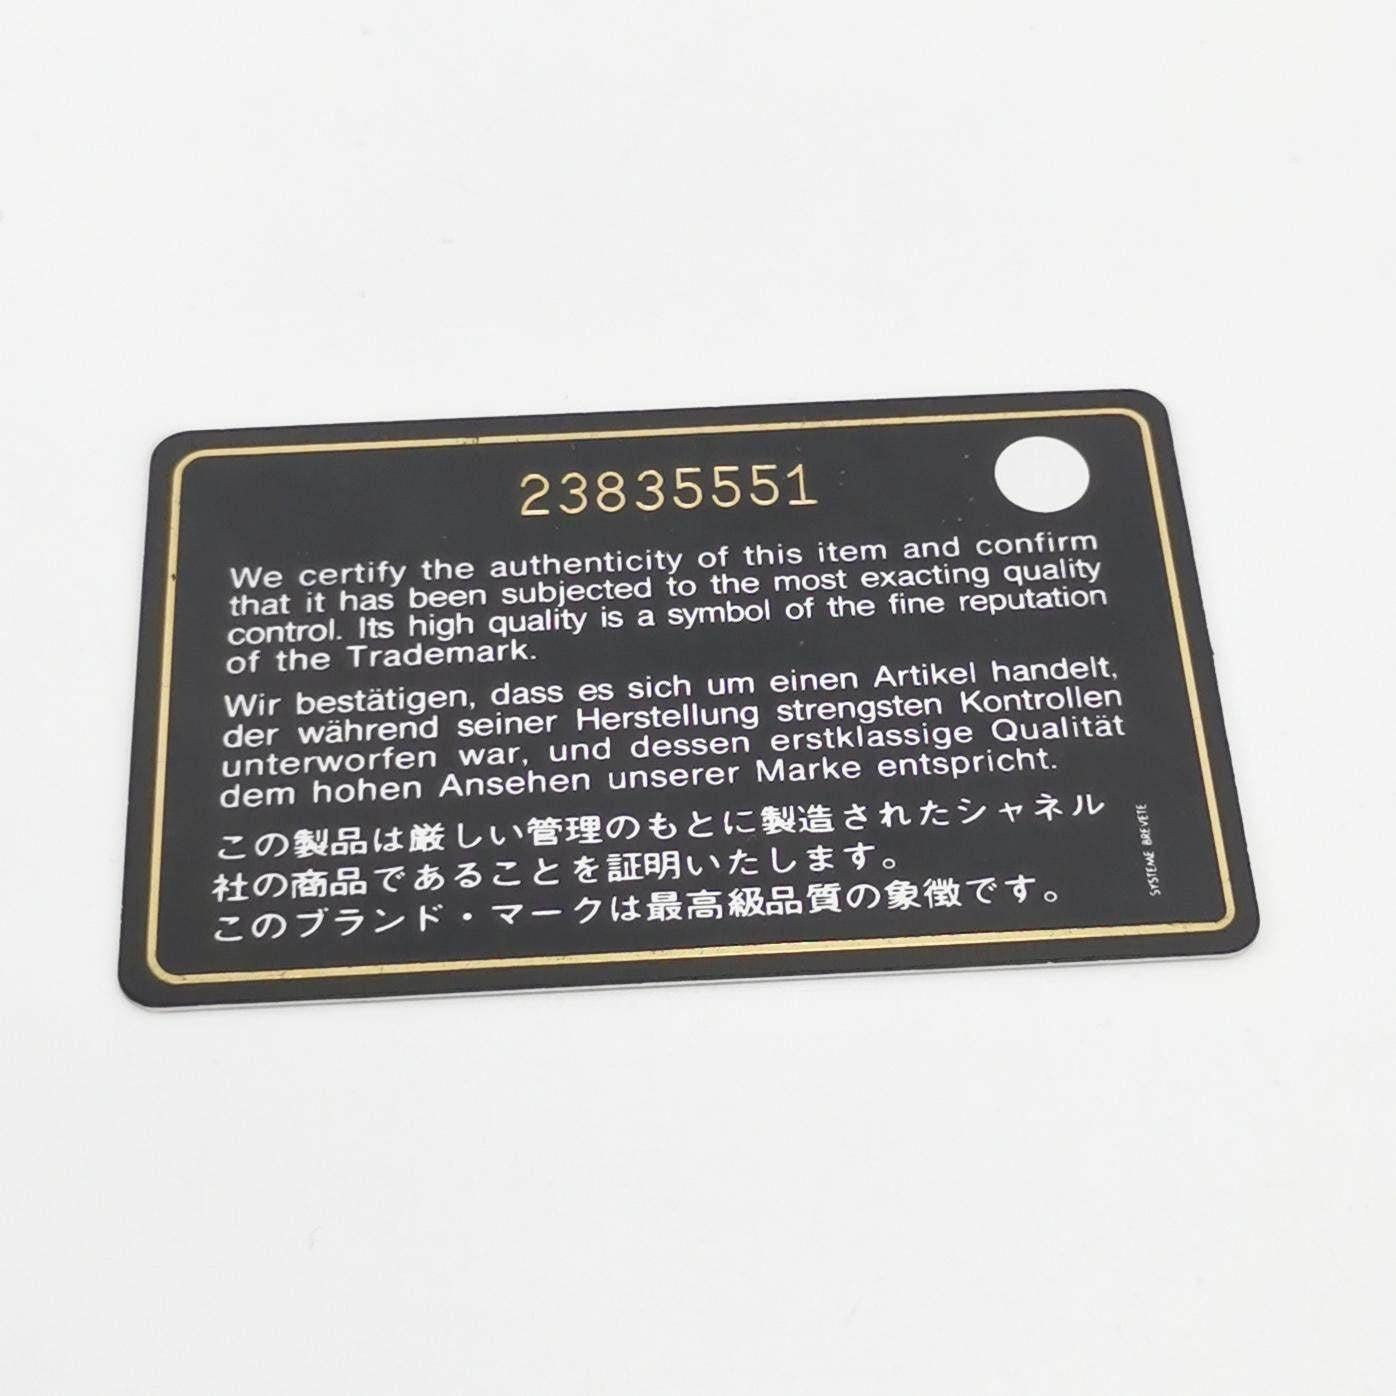 23835551
We certify the authenticity of this item and confirm
that it has been subjected to the most exacting quality
control. Its high quality is a symbol of the fine reputation
of the Trademark.
Wir bestätigen, dass es sich um einen Artikel handelt,
der während seiner Herstellung strengsten Kontrollen
unterworfen war, und dessen erstklassige Qualität
dem hohen Ansehen unserer Marke entspricht.
この製品は厳しい管理のもとに製造されたシャネル
社の商品であることを証明いたします。
このブランド・マークは最高級品質の象徴です。
SYSTEME BREVETE